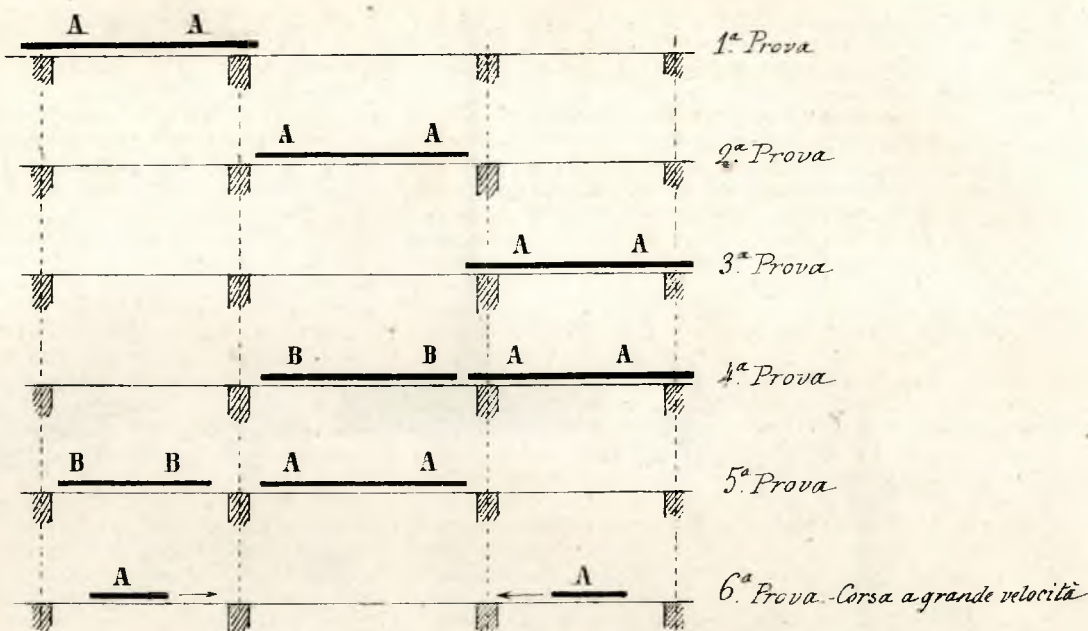 A A 1.ª Prova
A A 2.ª Prova
A A 3.ª Prova
B B A A 4.ª Prova
B B A A 5.ª Prova
A A 6.ª Prova - Corsa a grande velocità